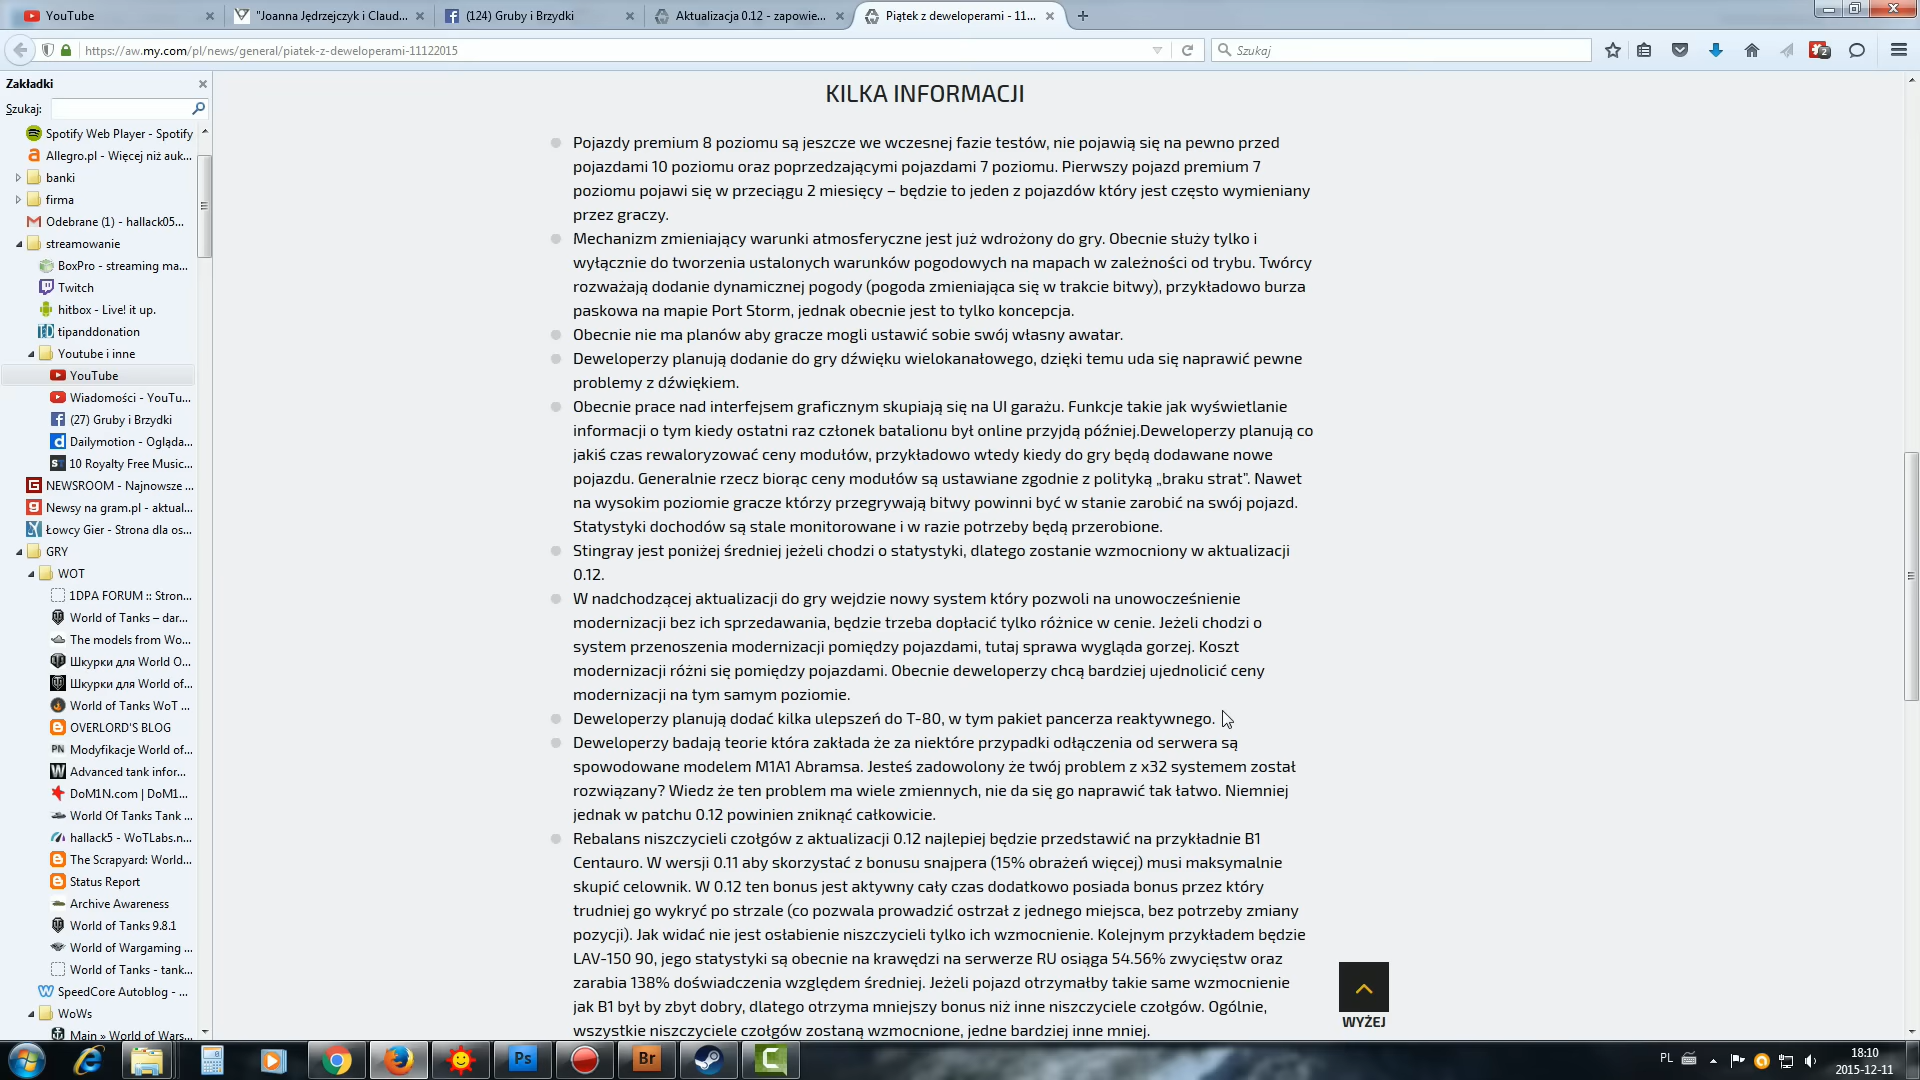 YouTube
"Joanna Jędrzejczyk i Claud...
(124) Gruby i Brzydki
Aktualizacja 0.12 - zapowie...
Piątek z deweloperami - 11...
https://aw.my.com/pl/news/general/piatek-z-deweloperami-11122015
Szukaj
2
Zakładki
Szukaj:
Spotify Web Player - Spotify
Allegro.pl - Więcej niż auk...
banki
firma
Odebrane (1) - hallack05...
streamowanie
BoxPro - streaming ma...
Twitch
hitbox - Live! it up.
tipanddonation
Youtube i inne
YouTube
Wiadomości - YouTu...
(27) Gruby i Brzydki
Dailymotion - Ogląda...
10 Royalty Free Music...
NEWSROOM - Najnowsze ...
Newsy na gram.pl - aktual...
Łowcy Gier - Strona dla os...
GRY
WOT
1DPA FORUM :: Stron...
World of Tanks – dar...
The models from Wo...
Шкурки для World O...
Шкурки для World of...
World of Tanks WoT ...
OVERLORD'S BLOG
Modyfikacje World of...
Advanced tank infor...
DoM1N.com | DoM1...
World Of Tanks Tank ...
hallack5 - WoTLabs.n...
The Scrapyard: World...
Status Report
Archive Awareness
World of Tanks 9.8.1
World of Wargaming ...
World of Tanks - tank...
SpeedCore Autoblog - ...
WoWs
Main » World of Wars...
KILKA INFORMACJI
Pojazdy premium 8 poziomu są jeszcze we wczesnej fazie testów, nie pojawią się na pewno przed
pojazdami 10 poziomu oraz poprzedzającymi pojazdami 7 poziomu. Pierwszy pojazd premium 7
poziomu pojawi się w przeciągu 2 miesięcy – będzie to jeden z pojazdów który jest często wymieniany
przez graczy.
Mechanizm zmieniający warunki atmosferyczne jest już wdrożony do gry. Obecnie służy tylko i
wyłącznie do tworzenia ustalonych warunków pogodowych na mapach w zależności od trybu. Twórcy
rozważają dodanie dynamicznej pogody (pogoda zmieniająca się w trakcie bitwy), przykładowo burza
paskowa na mapie Port Storm, jednak obecnie jest to tylko koncepcja.
Obecnie nie ma planów aby gracze mogli ustawić sobie swój własny awatar.
Deweloperzy planują dodanie do gry dźwięku wielokanałowego, dzięki temu uda się naprawić pewne
problemy z dźwiękiem.
Obecnie prace nad interfejsem graficznym skupiają się na UI garażu. Funkcje takie jak wyświetlanie
informacji o tym kiedy ostatni raz członek batalionu był online przyjdą później.Deweloperzy planują co
jakiś czas rewaloryzować ceny modułów, przykładowo wtedy kiedy do gry będą dodawane nowe
pojazdu. Generalnie rzecz biorąc ceny modułów są ustawiane zgodnie z polityką „braku strat". Nawet
na wysokim poziomie gracze którzy przegrywają bitwy powinni być w stanie zarobić na swój pojazd.
Statystyki dochodów są stale monitorowane i w razie potrzeby będą przerobione.
Stingray jest poniżej średniej jeżeli chodzi o statystyki, dlatego zostanie wzmocniony w aktualizacji
0.12.
W nadchodzącej aktualizacji do gry wejdzie nowy system który pozwoli na unowocześnienie
modernizacji bez ich sprzedawania, będzie trzeba dopłacić tylko różnice w cenie. Jeżeli chodzi o
system przenoszenia modernizacji pomiędzy pojazdami, tutaj sprawa wygląda gorzej. Koszt
modernizacji różni się pomiędzy pojazdami. Obecnie deweloperzy chcą bardziej ujednolicić ceny
modernizacji na tym samym poziomie.
Deweloperzy planują dodać kilka ulepszeń do T-80, w tym pakiet pancerza reaktywnego.
Deweloperzy badają teorie która zakłada że za niektóre przypadki odłączenia od serwera są
spowodowane modelem M1A1 Abramsa. Jesteś zadowolony że twój problem z x32 systemem został
rozwiązany? Wiedz że ten problem ma wiele zmiennych, nie da się go naprawić tak łatwo. Niemniej
jednak w patchu 0.12 powinien zniknąć całkowicie.
Rebalans niszczycieli czołgów z aktualizacji 0.12 najlepiej będzie przedstawić na przykładnie B1
Centauro. W wersji 0.11 aby skorzystać z bonusu snajpera (15% obrażeń więcej) musi maksymalnie
skupić celownik. W 0.12 ten bonus jest aktywny cały czas dodatkowo posiada bonus przez który
trudniej go wykryć po strzale (co pozwala prowadzić ostrzał z jednego miejsca, bez potrzeby zmiany
pozycji). Jak widać nie jest osłabienie niszczycieli tylko ich wzmocnienie. Kolejnym przykładem będzie
LAV-150 90, jego statystyki są obecnie na krawędzi na serwerze RU osiąga 54.56% zwycięstw oraz
zarabia 138% doświadczenia względem średniej. Jeżeli pojazd otrzymałby takie same wzmocnienie
jak B1 był by zbyt dobry, dlatego otrzyma mniejszy bonus niż inne niszczyciele czołgów. Ogólnie,
wszystkie niszczyciele czołgów zostaną wzmocnione, jedne bardziej inne mniej.
WYŻEJ
Ps
Br
PL
18:10
2015-12-11